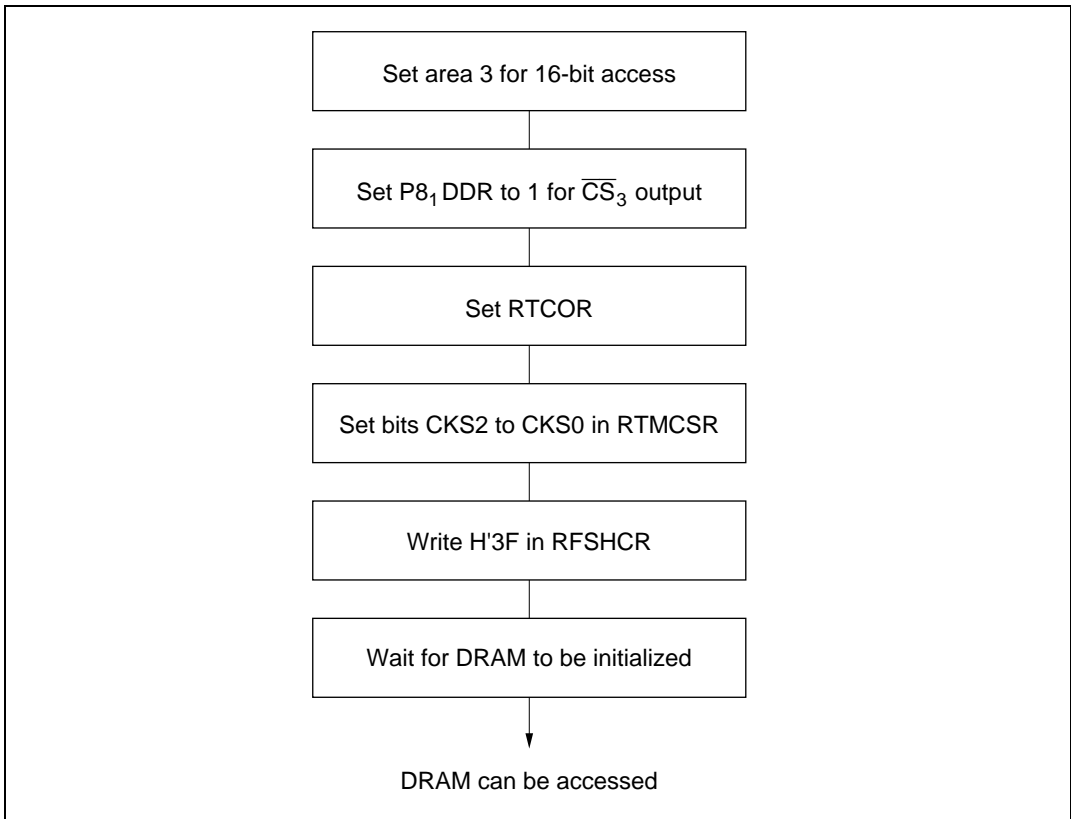 Set area 3 for 16-bit access
Set P8₁ DDR to 1 for C̅S̅₃ output
Set RTCOR
Set bits CKS2 to CKS0 in RTMCSR
Write H'3F in RFSHCR
Wait for DRAM to be initialized
DRAM can be accessed